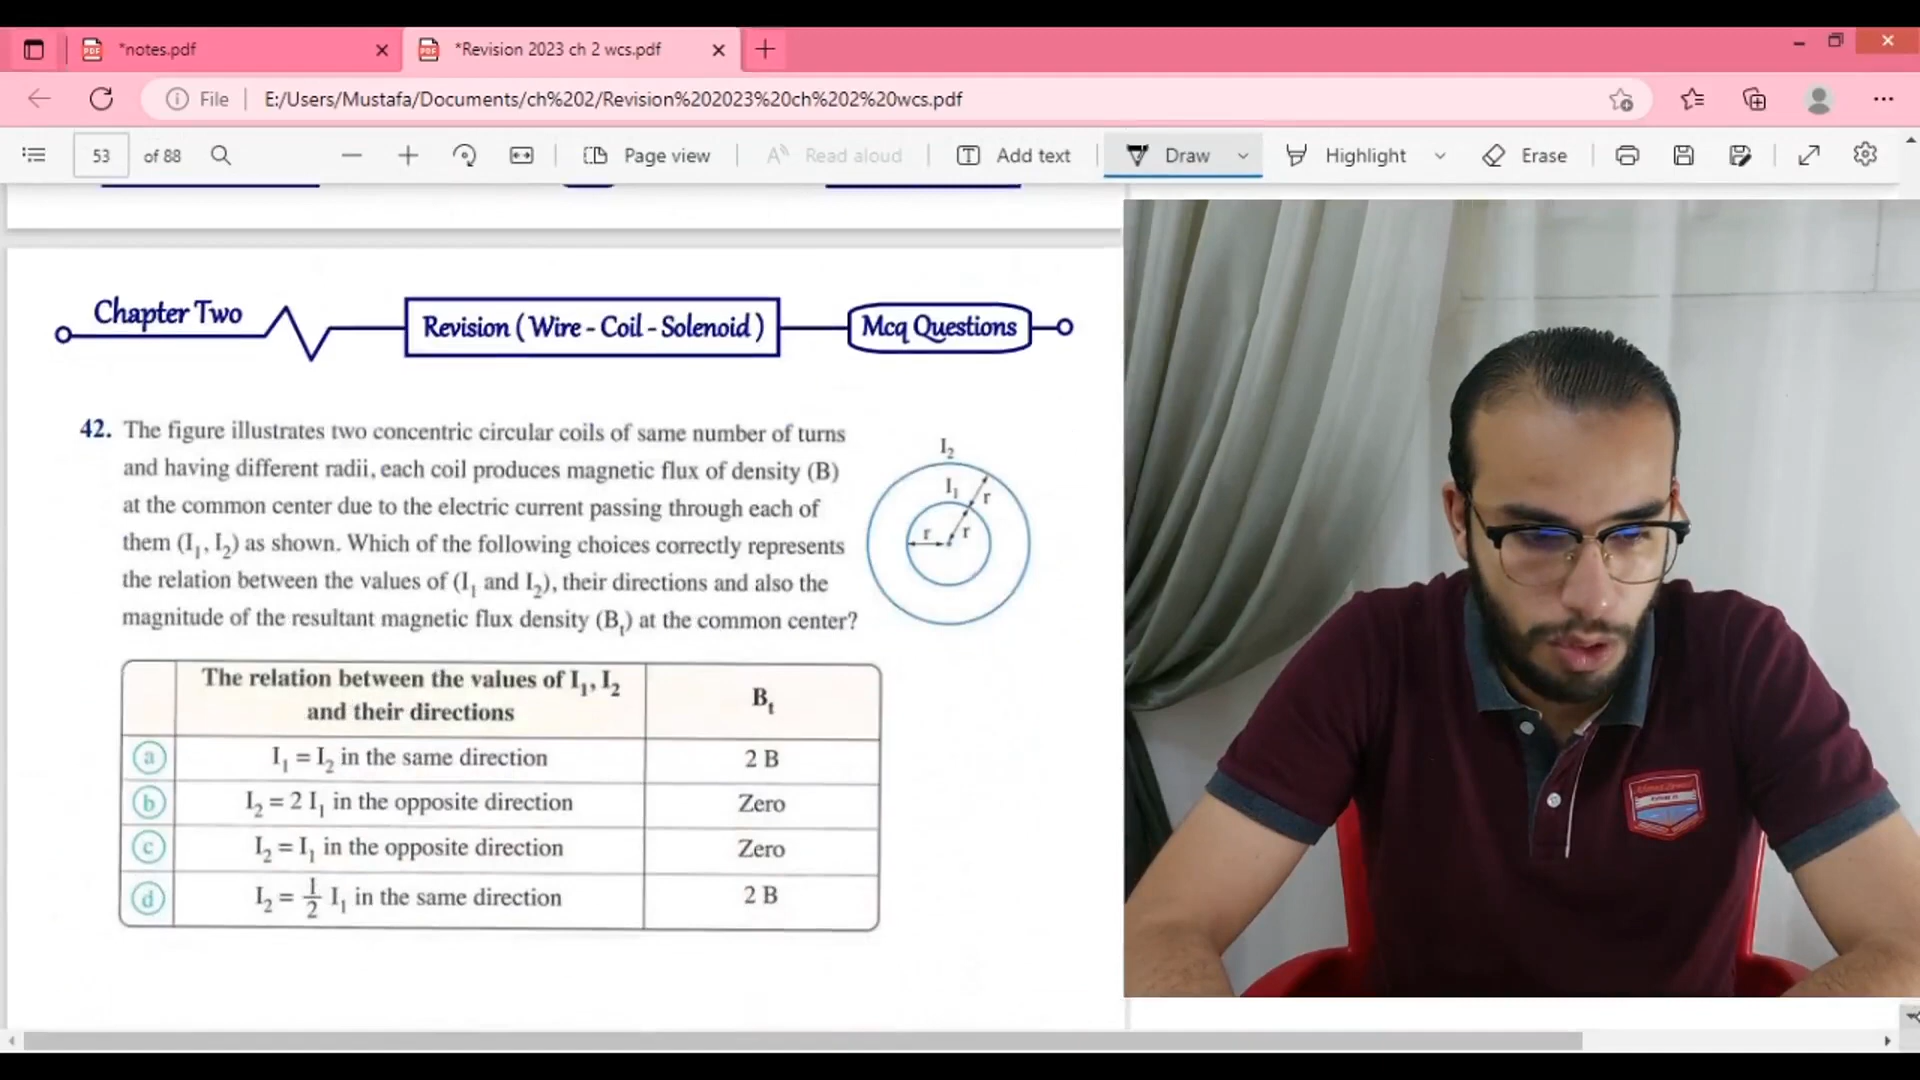 *notes.pdf
*Revision 2023 ch 2 wcs.pdf
File
E:/Users/Mustafa/Documents/ch%202/Revision%202023%20ch%202%20wcs.pdf
53 of 88
Page view
Read aloud
Add text
Draw
Highlight
Erase
Chapter Two
Revision ( Wire - Coil - Solenoid )
Mcq Questions
42. The figure illustrates two concentric circular coils of same number of turns
and having different radii, each coil produces magnetic flux of density (B)
at the common center due to the electric current passing through each of
them (I₁, I₂) as shown. Which of the following choices correctly represents
the relation between the values of (I₁ and I₂), their directions and also the
magnitude of the resultant magnetic flux density (Bₜ) at the common center?
I₂
I₁
r
r
r
The relation between the values of I₁, I₂
and their directions
Bₜ
a I₁ = I₂ in the same direction 2 B
b I₂ = 2 I₁ in the opposite direction Zero
c I₂ = I₁ in the opposite direction Zero
d I₂ = 1/2 I₁ in the same direction 2 B